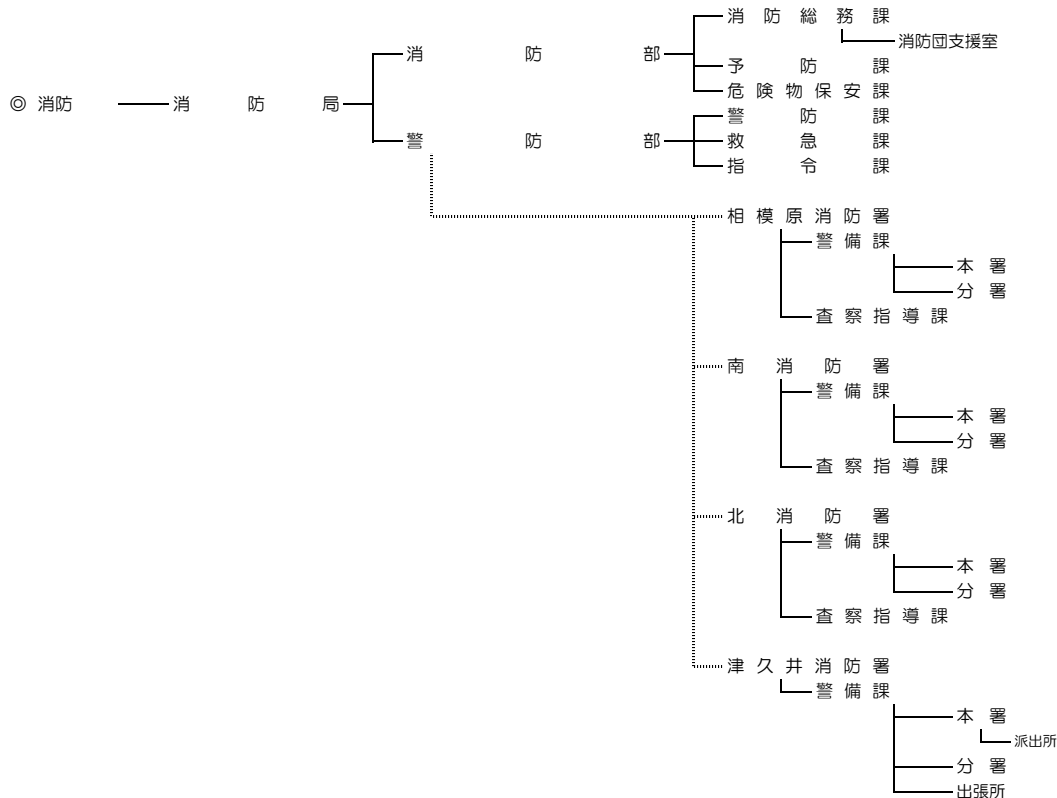 消防総務課
消防団支援室
消防部
予防課
危険物保安課
◎ 消防 消防局
警防課
警防部 救急課
指令課
相模原消防署
警備課
本署
分署
査察指導課
南消防署
警備課
本署
分署
査察指導課
北消防署
警備課
本署
分署
査察指導課
津久井消防署
警備課
本署
派出所
分署
出張所